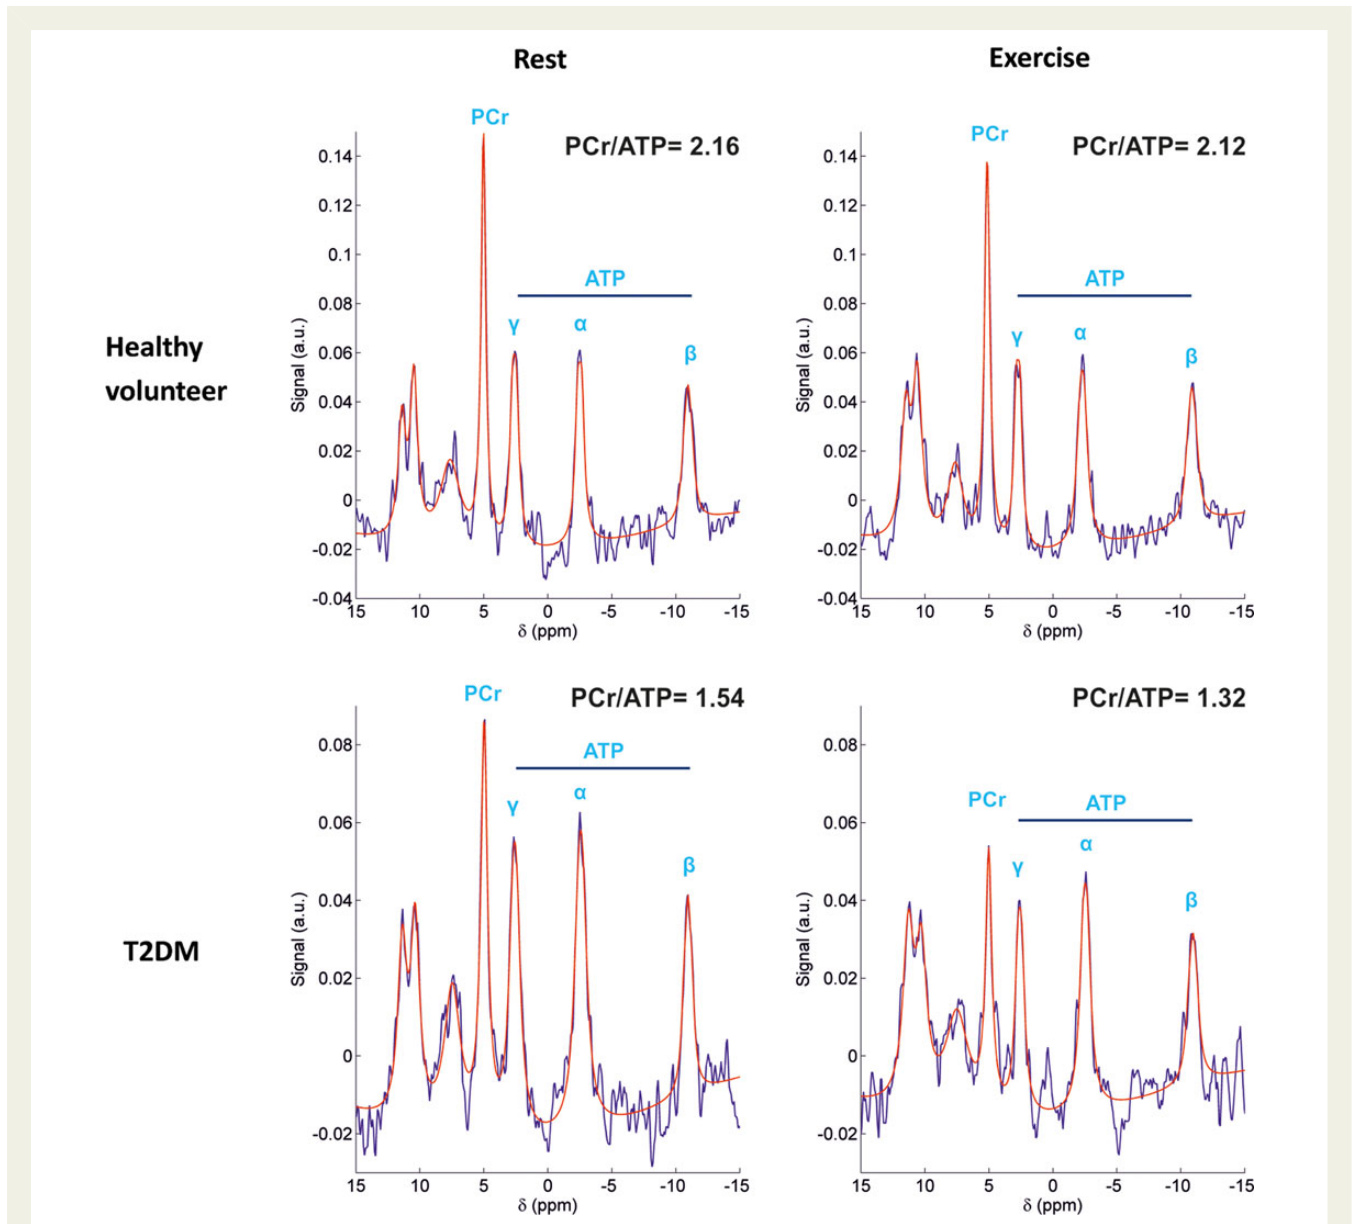 Rest
Exercise
Healthy
volunteer
T2DM
PCr
PCr/ATP= 2.16
ATP
γ
α
β
Signal (a.u.)
0.14
0.12
0.1
0.08
0.06
0.04
0.02
0
-0.02
-0.04
15 10 5 0 -5 -10 -15
δ (ppm)
PCr
PCr/ATP= 2.12
ATP
γ
α
β
Signal (a.u.)
0.14
0.12
0.1
0.08
0.06
0.04
0.02
0
-0.02
-0.04
15 10 5 0 -5 -10 -15
δ (ppm)
PCr
PCr/ATP= 1.54
ATP
γ
α
β
Signal (a.u.)
0.08
0.06
0.04
0.02
0
-0.02
15 10 5 0 -5 -10 -15
δ (ppm)
PCr/ATP= 1.32
PCr
ATP
γ
α
β
Signal (a.u.)
0.08
0.06
0.04
0.02
0
-0.02
15 10 5 0 -5 -10 -15
δ (ppm)